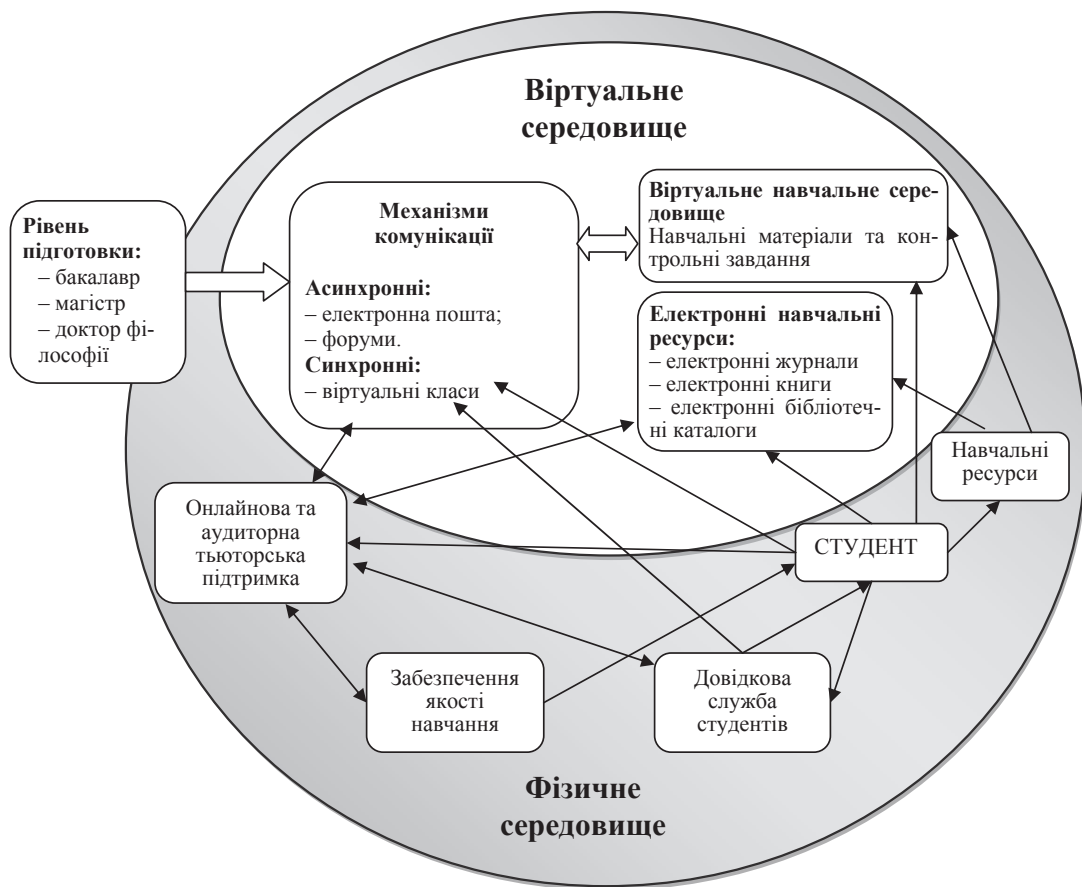 Віртуальне
середовище
Рівень
підготовки:
– бакалавр
– магістр
– доктор фі-
лософії
Механізми
комунікації
Асинхронні:
– електронна пошта;
– форуми.
Синхронні:
– віртуальні класи
Віртуальне навчальне сере-
довище
Навчальні матеріали та кон-
трольні завдання
Електронні навчальні
ресурси:
– електронні журнали
– електронні книги
– електронні бібліотеч-
ні каталоги
Навчальні
ресурси
Онлайнова та
аудиторна
тьюторська
підтримка
СТУДЕНТ
Забезпечення
якості
навчання
Довідкова
служба
студентів
Фізичне
середовище